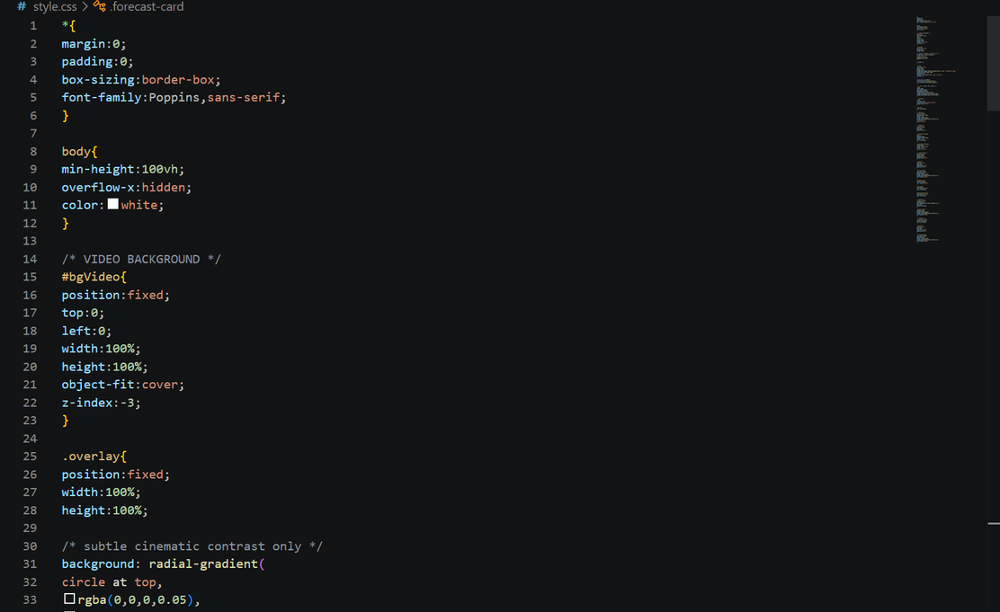 # style.css > .forecast-card
1 *{
2 margin:0;
3 padding:0;
4 box-sizing:border-box;
5 font-family:Poppins,sans-serif;
6 }
7
8 body{
9 min-height:100vh;
10 overflow-x:hidden;
11 color:white;
12 }
13
14 /* VIDEO BACKGROUND */
15 #bgVideo{
16 position:fixed;
17 top:0;
18 left:0;
19 width:100%;
20 height:100%;
21 object-fit:cover;
22 z-index:-3;
23 }
24
25 .overlay{
26 position:fixed;
27 width:100%;
28 height:100%;
29
30 /* subtle cinematic contrast only */
31 background: radial-gradient(
32 circle at top,
33 rgba(0,0,0,0.05),